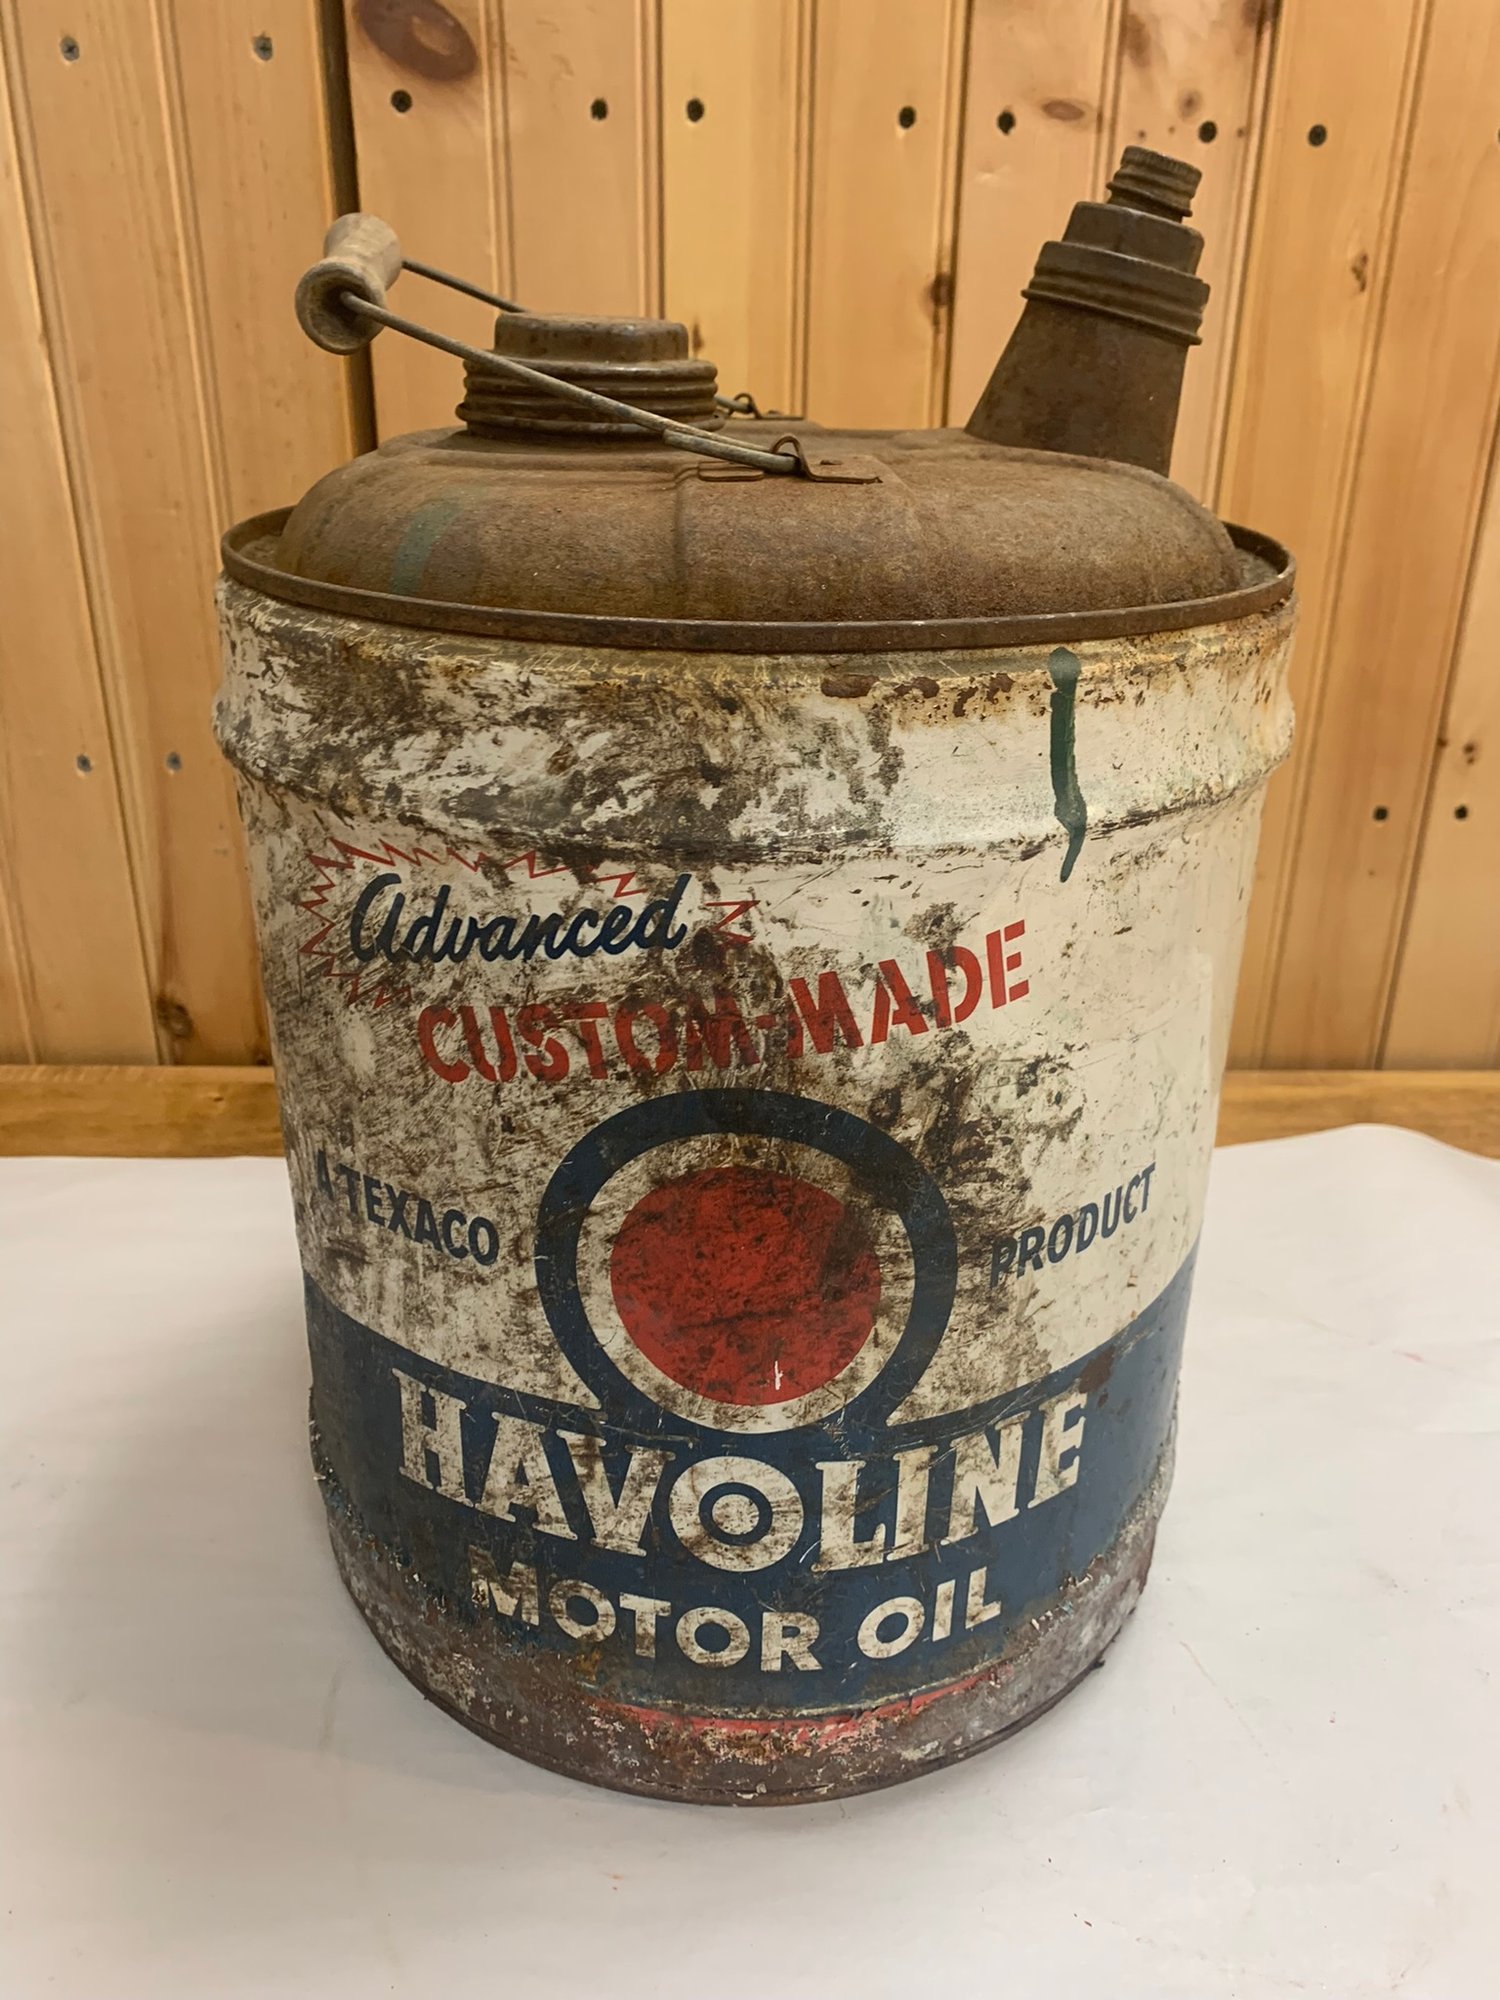 Advanced
CUSTOM-MADE
A TEXACO PRODUCT
HAVOLINE
MOTOR OIL